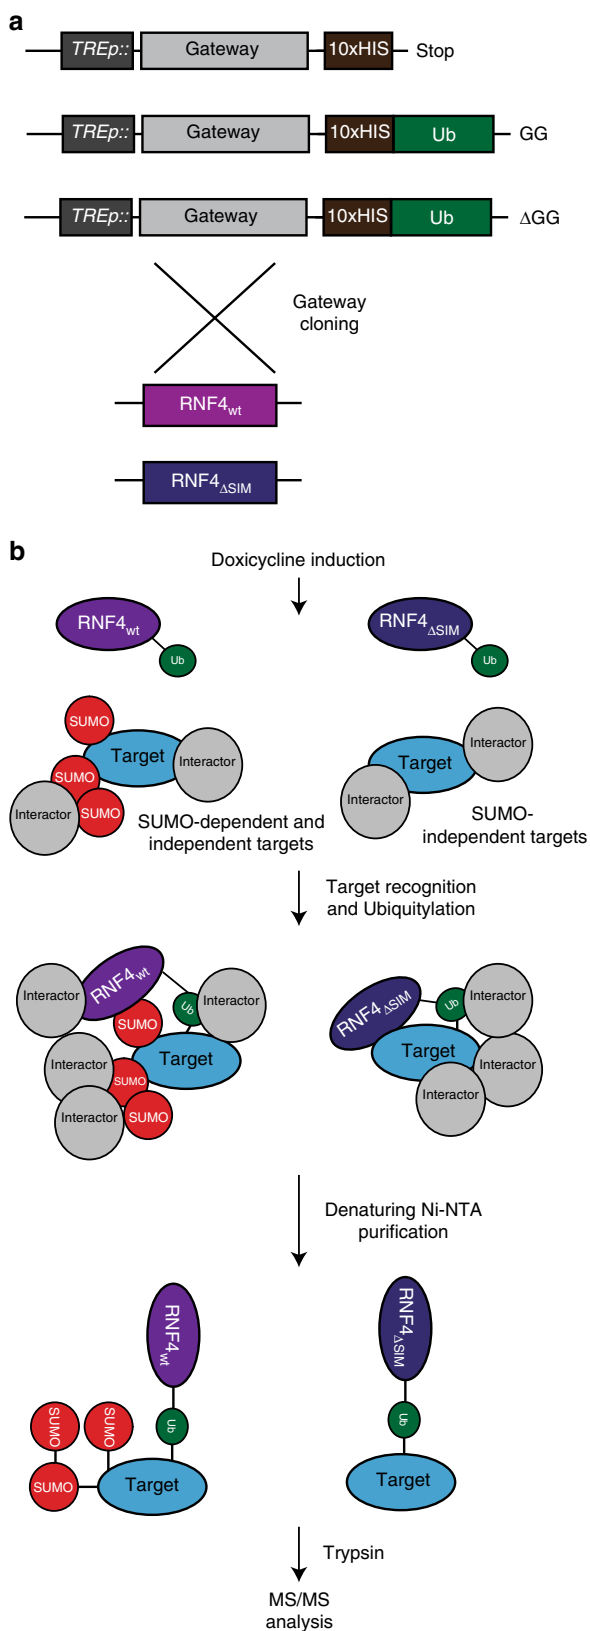 a
TREp:: Gateway 10xHIS Stop
TREp:: Gateway 10xHIS Ub GG
TREp:: Gateway 10xHIS Ub ΔGG
Gateway
cloning
RNF4wt
RNF4ΔSIM
b
Doxicycline induction
RNF4wt
Ub
RNF4ΔSIM
Ub
SUMO
Target
Interactor
SUMO
Interactor
SUMO
SUMO-dependent and
independent targets
Interactor
Target
Interactor
SUMO-
independent targets
Target recognition
and Ubiquitylation
RNF4wt
Interactor
Ub
Interactor
SUMO
Target
Interactor
SUMO
Interactor
SUMO
RNF4ΔSIM
Ub
Interactor
Target
Interactor
Interactor
Denaturing Ni-NTA
purification
RNF4wt
Ub
SUMO
SUMO
SUMO
Target
RNF4ΔSIM
Ub
Target
Trypsin
MS/MS
analysis